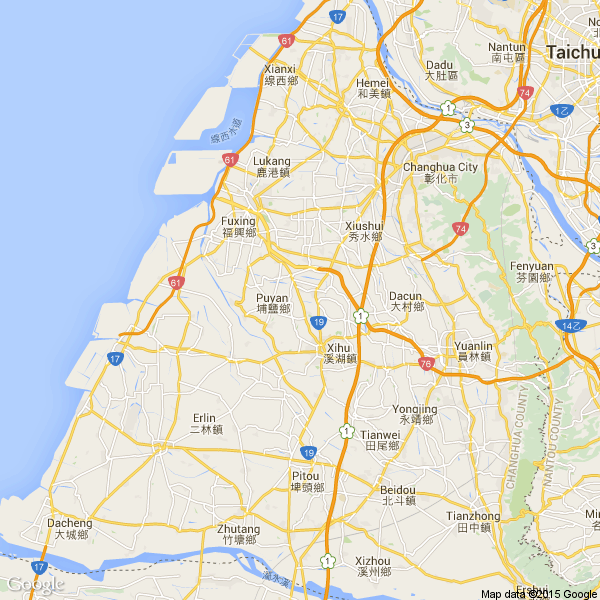 61
Xianxi
線西鄉
Nantun
南屯區
Taichu
Dadu
大肚區
Hemei
和美鎮
74
1
1乙
3
線西水道
61
Lukang
鹿港鎮
Changhua City
彰化市
Fuxing
福興鄉
Xiushui
秀水鄉
74
3
Fenyuan
芬園鄉
61
Puyan
埔鹽鄉
Dacun
大村鄉
19
1
14乙
17
Xihu
溪湖鎮
Yuanlin
員林鎮
76
Erlin
二林鎮
Yongjing
永靖鄉
1
Tianwei
田尾鄉
CHANGHUA COUNTY
NANTOU COUNTY
19
Pitou
埤頭鄉
Beidou
北斗鎮
Dacheng
大城鄉
Zhutang
竹塘鄉
Tianzhong
田中鎮
Xizhou
溪州鄉
1
17
濁水溪
Google
Map data ©2015 Google